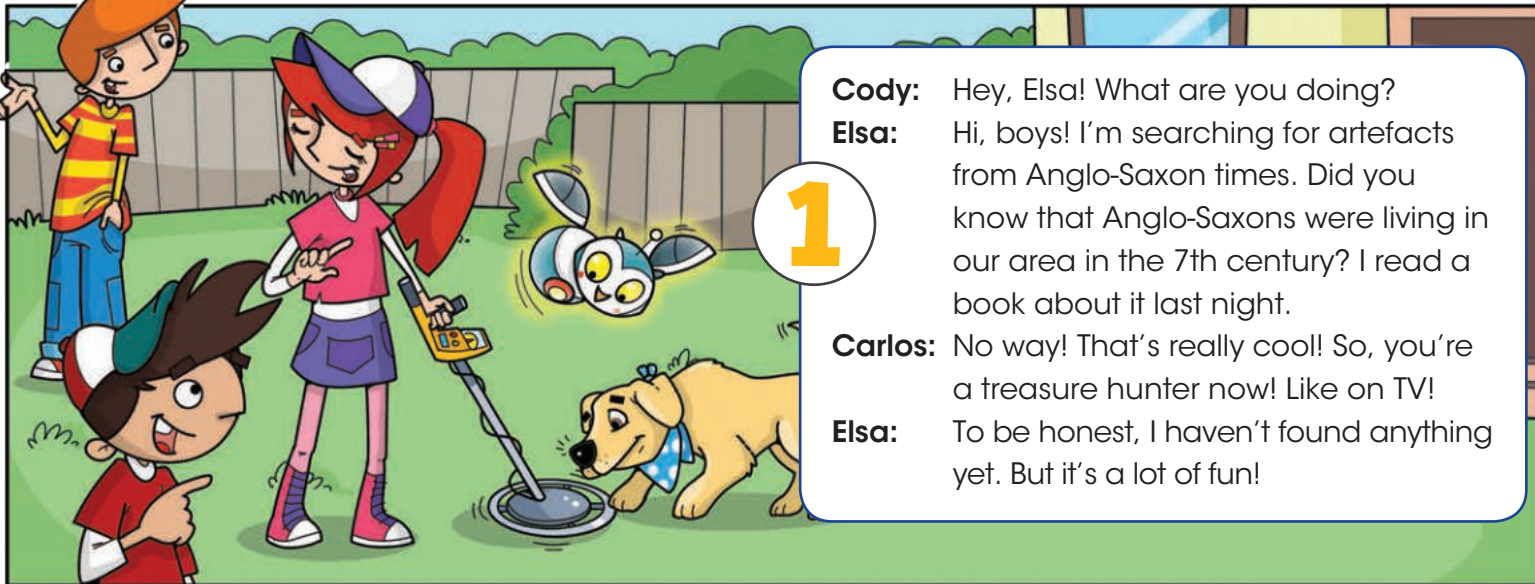 Cody: Hey, Elsa! What are you doing?
Elsa: Hi, boys! I'm searching for artefacts
from Anglo-Saxon times. Did you
know that Anglo-Saxons were living in
our area in the 7th century? I read a
book about it last night.
Carlos: No way! That's really cool! So, you're
a treasure hunter now! Like on TV!
Elsa: To be honest, I haven't found anything
yet. But it's a lot of fun!
1